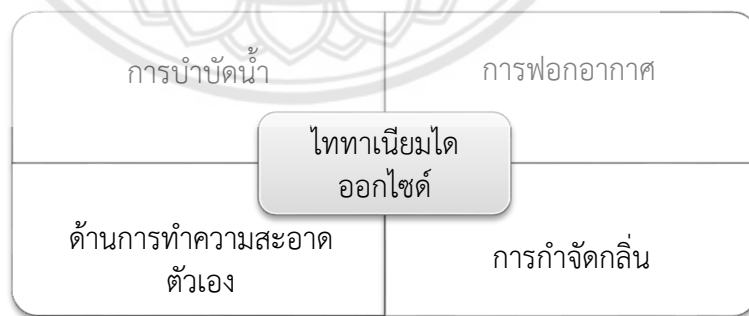 การบำบัดน้ำ
การฟอกอากาศ
ไททาเนียมได
ออกไซด์
ด้านการทำความสะอาด
ตัวเอง
การกำจัดกลิ่น